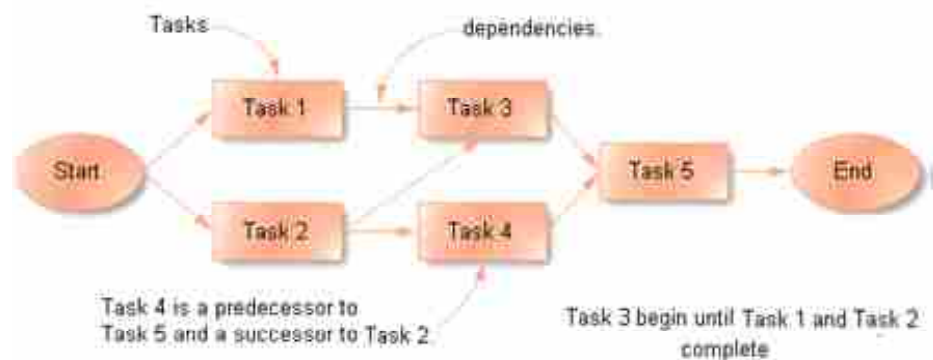 Tasks
dependencies.
Task 1
Task 3
Start
Task 5
End
Task 2
Task 4
Task 4 is a predecessor to
Task 5 and a successor to Task 2
Task 3 begin until Task 1 and Task 2
complete